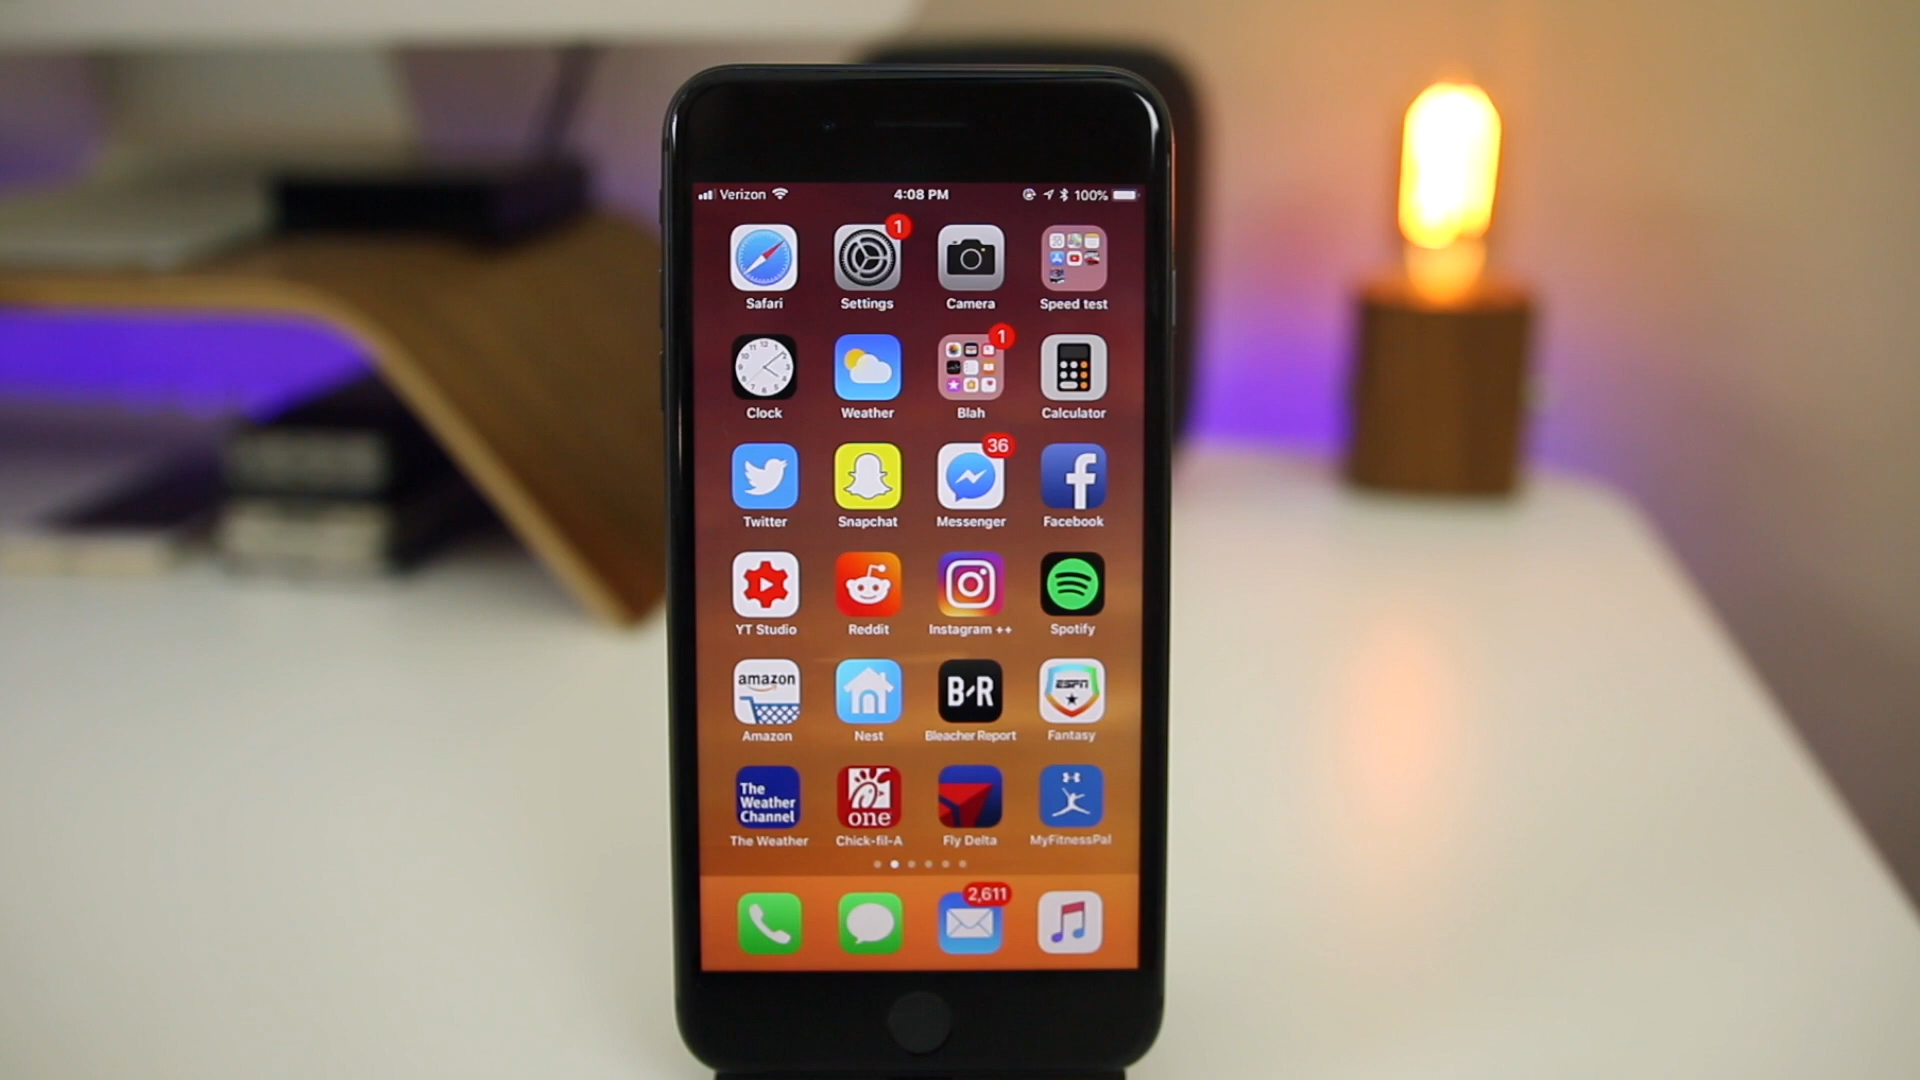 Verizon 4:08 PM 100%
1
Safari Settings Camera Speed test
1
Clock Weather Blah Calculator
36
Twitter Snapchat Messenger Facebook
YT Studio Reddit Instagram ++ Spotify
amazon B·R ESPN
Amazon Nest Bleacher Report Fantasy
The
Weather
Channel one
The Weather Chick-fil-A Fly Delta MyFitnessPal
2,611